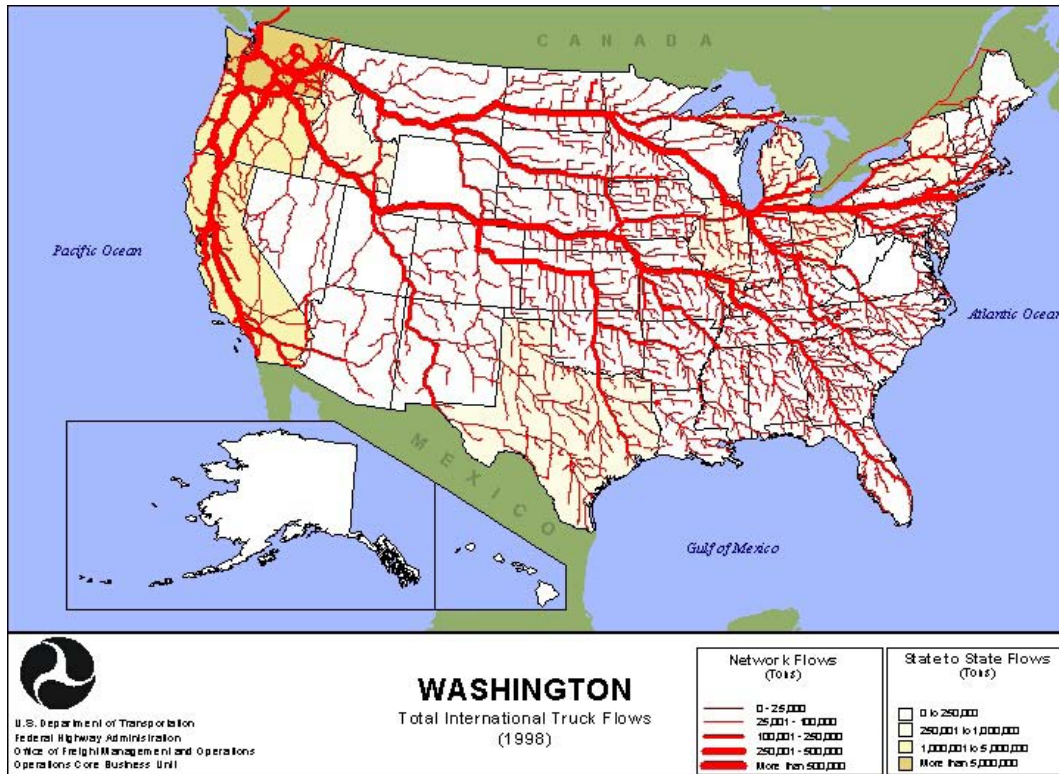 CANADA
Pacific Ocean
Atlantic Ocean
MEXICO
Gulf of Mexico
U.S. Department of Transportation
Federal Highway Administration
Office of Freight Management and Operations
Operations Core Business Unit
WASHINGTON
Total International Truck Flows
(1998)
Network Flows
(Tons)
0 - 25,000
25,001 - 100,000
100,001 - 250,000
250,001 - 500,000
More than 500,000
State to State Flows
(Tons)
0 to 250,000
250,001 to 1,000,000
1,000,001 to 5,000,000
More than 5,000,000